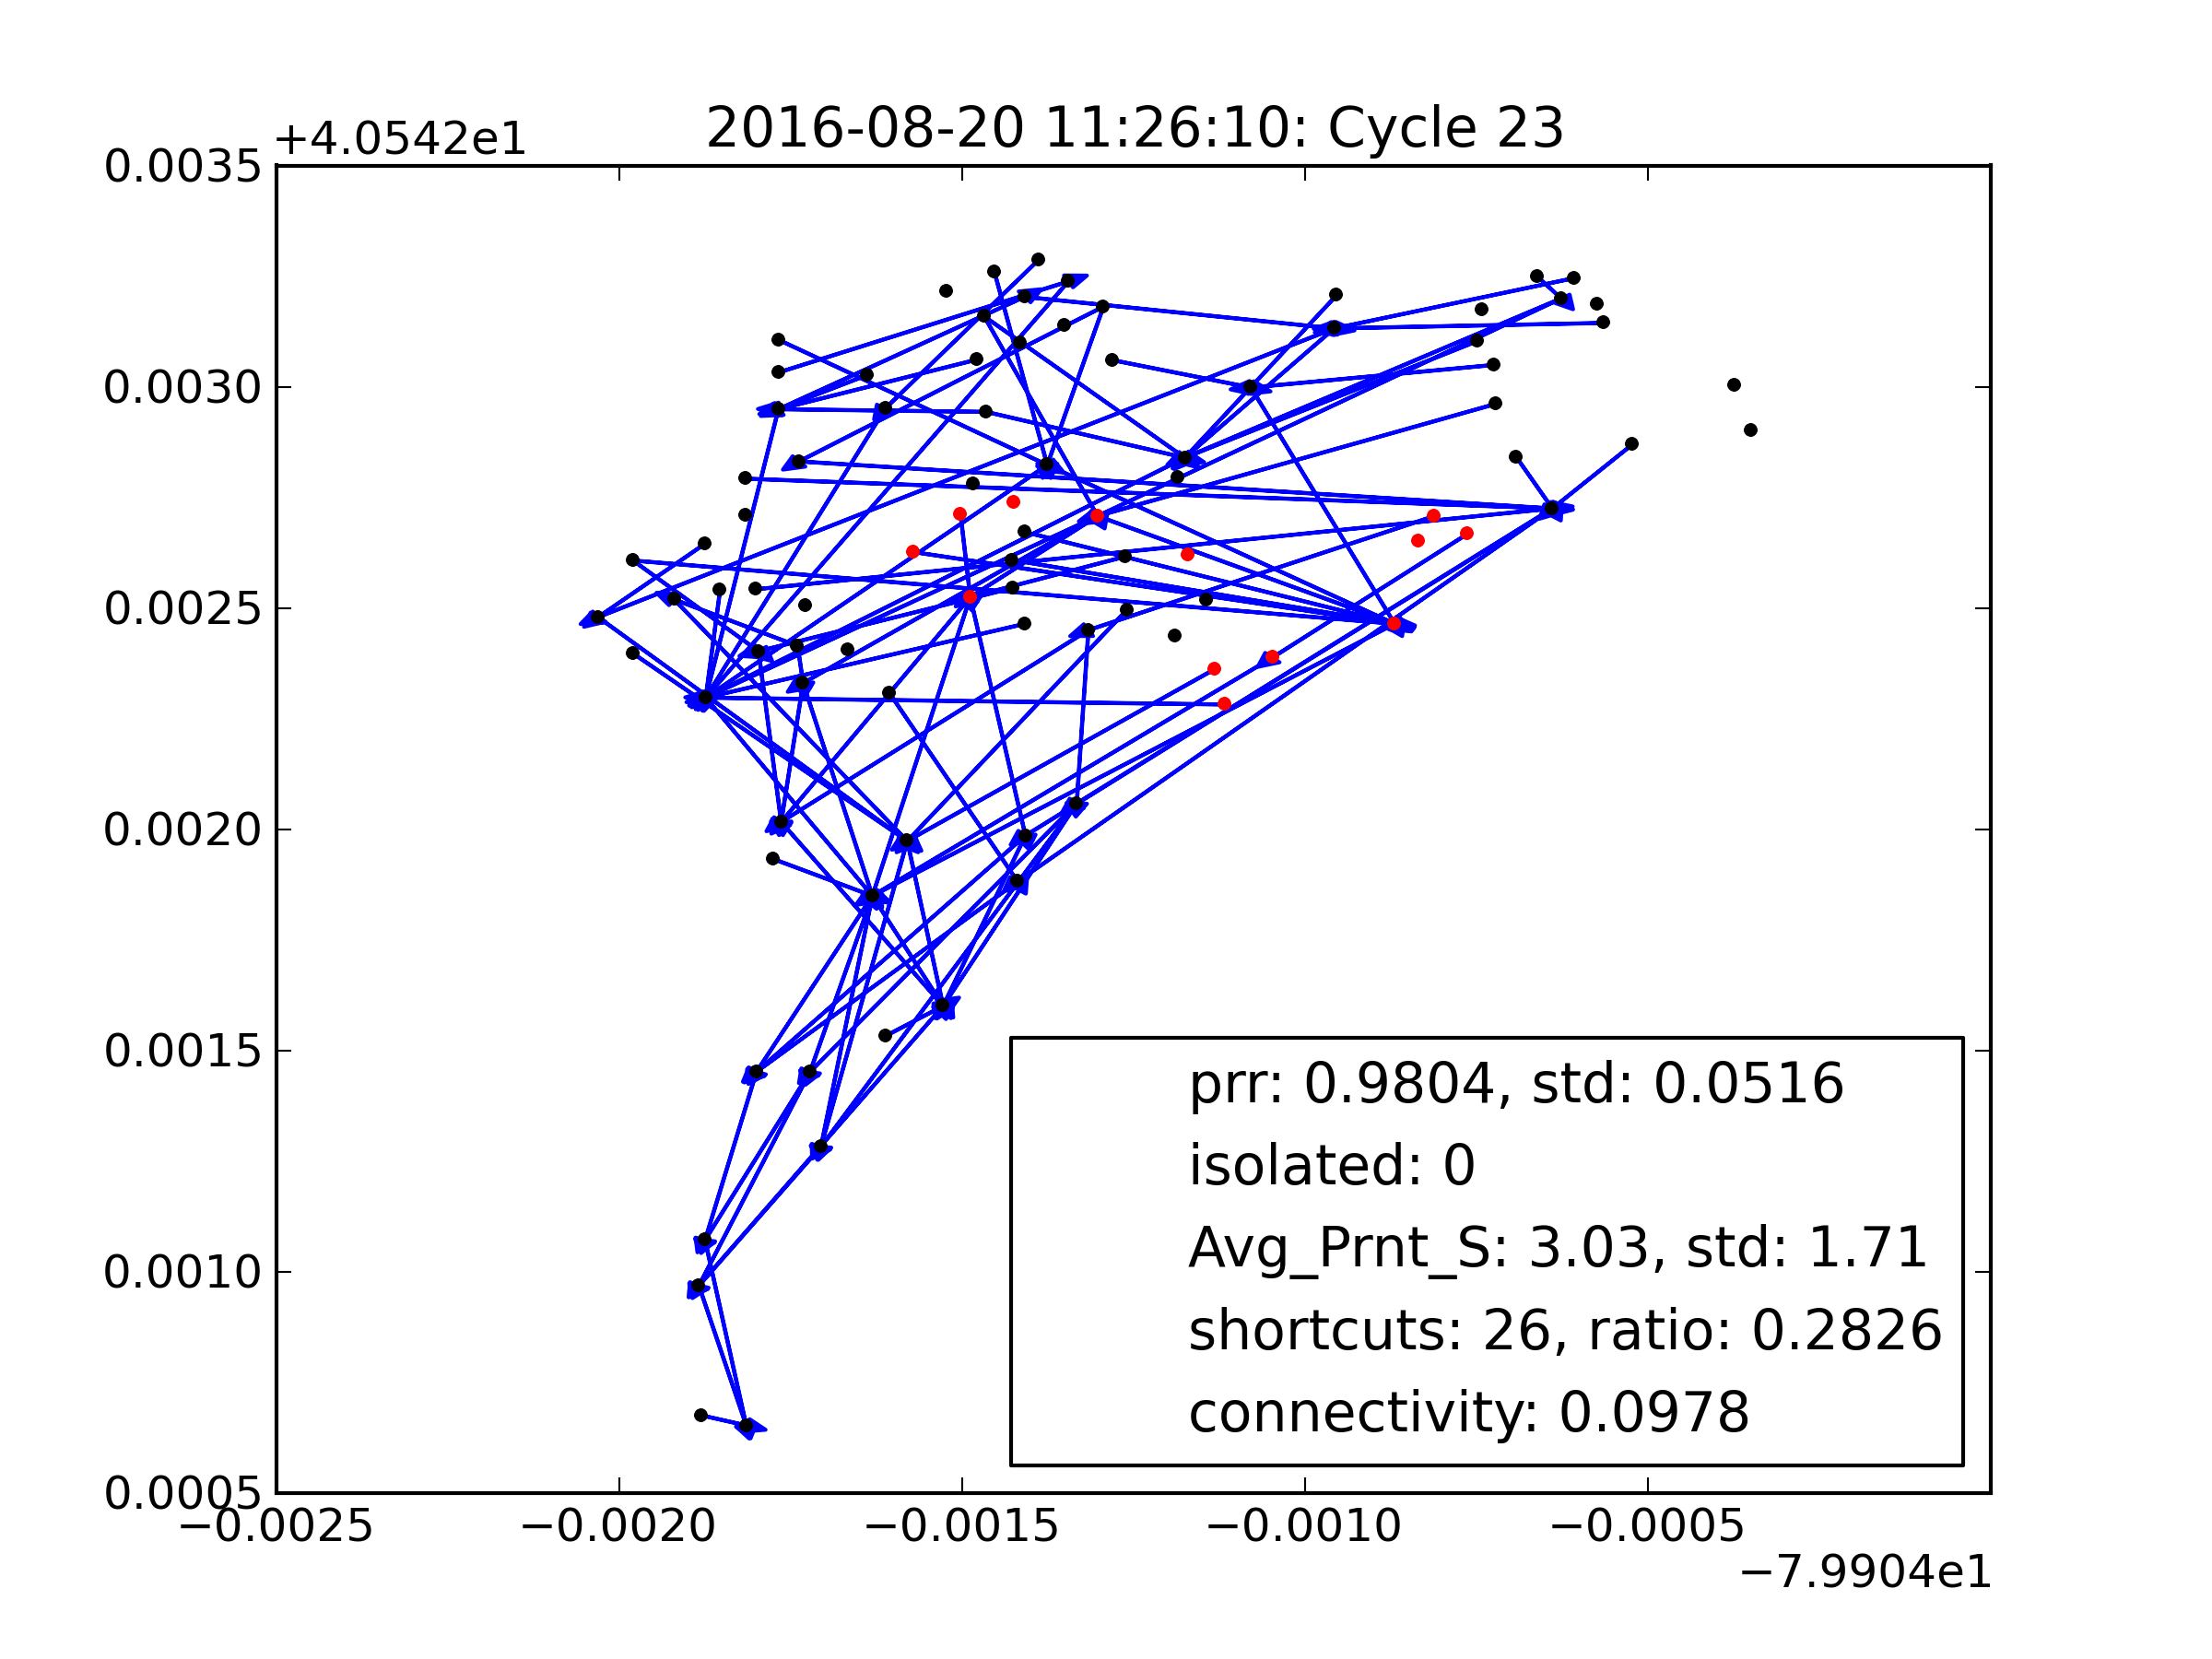 2016-08-20 11:26:10: Cycle 23
+4.0542e1
0.0035
0.0030
0.0025
0.0020
0.0015
0.0010
0.0005
prr: 0.9804, std: 0.0516
isolated: 0
Avg_Prnt_S: 3.03, std: 1.71
shortcuts: 26, ratio: 0.2826
connectivity: 0.0978
−0.0025 −0.0020 −0.0015 −0.0010 −0.0005
−7.9904e1